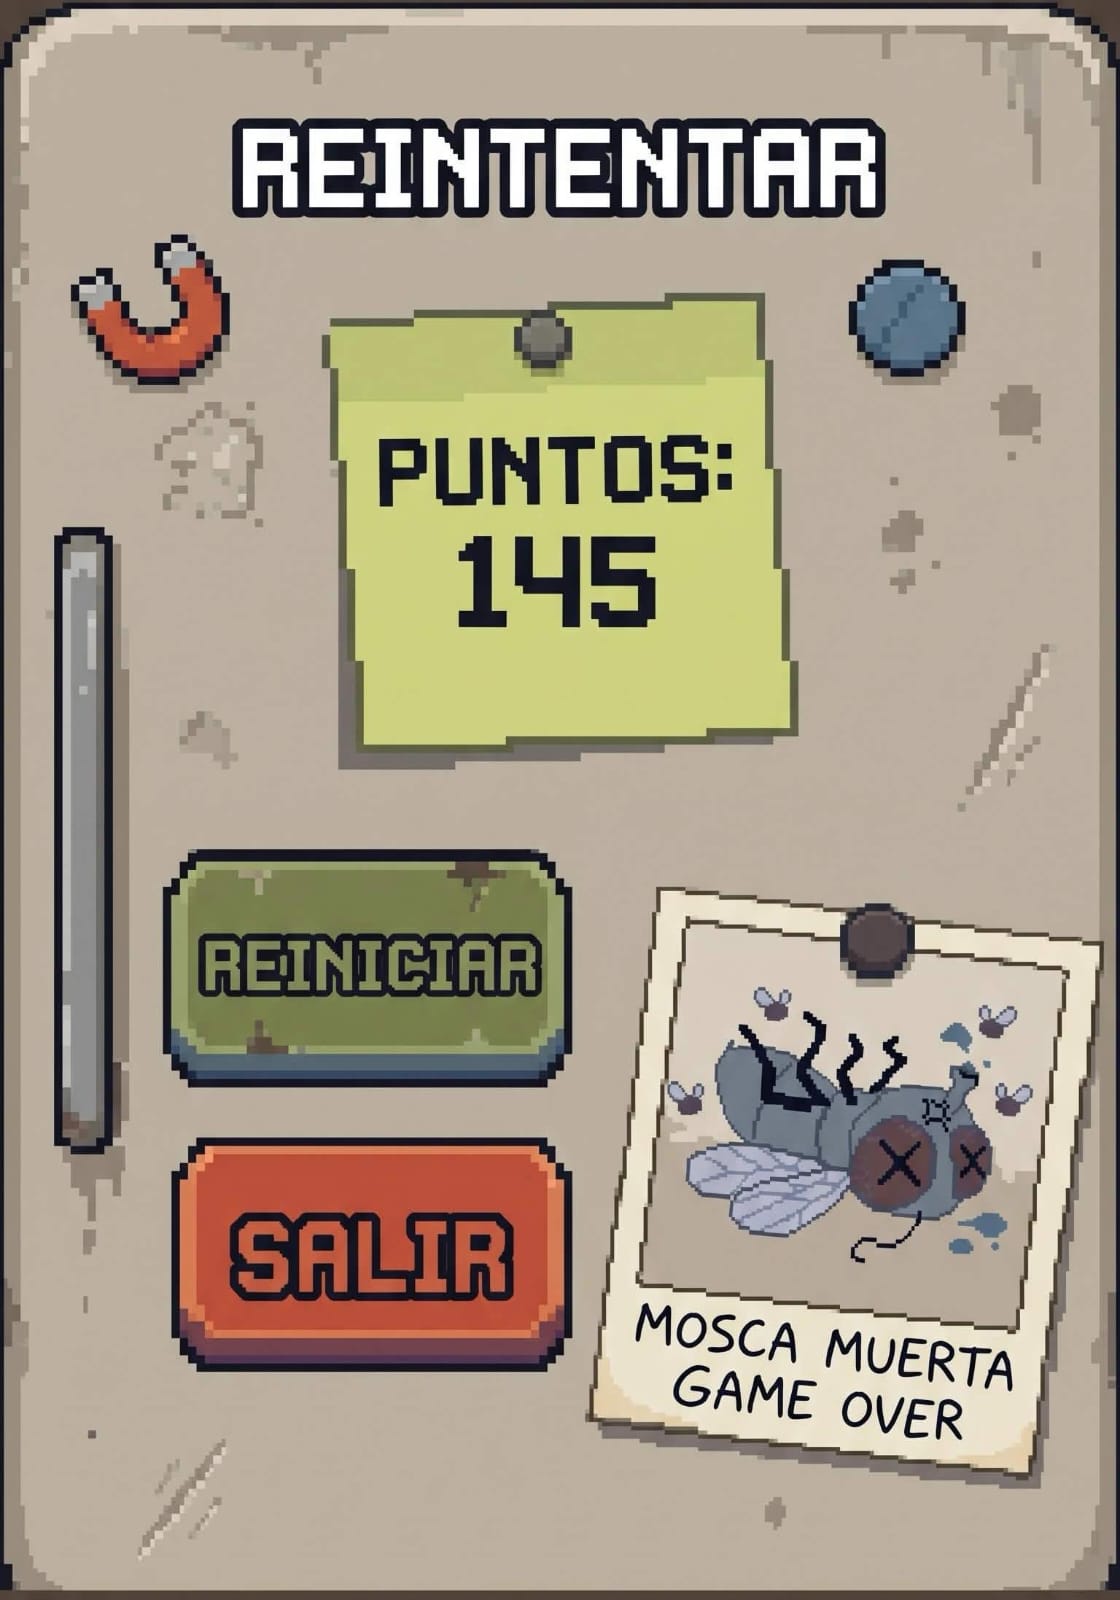 REINTENTAR
PUNTOS:
145
REINICIAR
SALIR
MOSCA MUERTA
GAME OVER